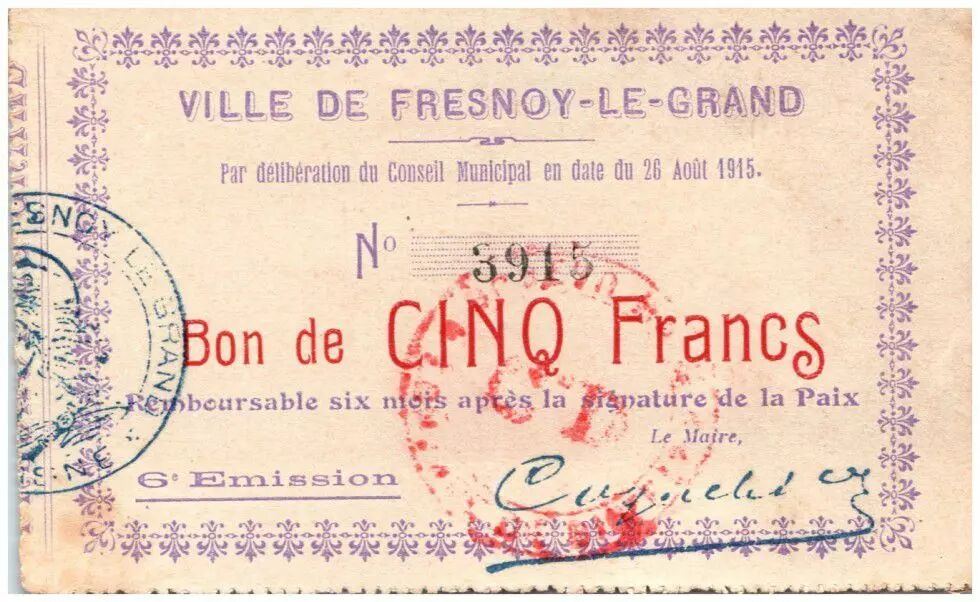 VILLE DE FRESNOY-LE-GRAND
Par délibération du Conseil Municipal en date du 26 Août 1915.
Nº 3915
Bon de CINQ Francs
Remboursable six mois après la signature de la Paix
Le Maire,
6e Emission